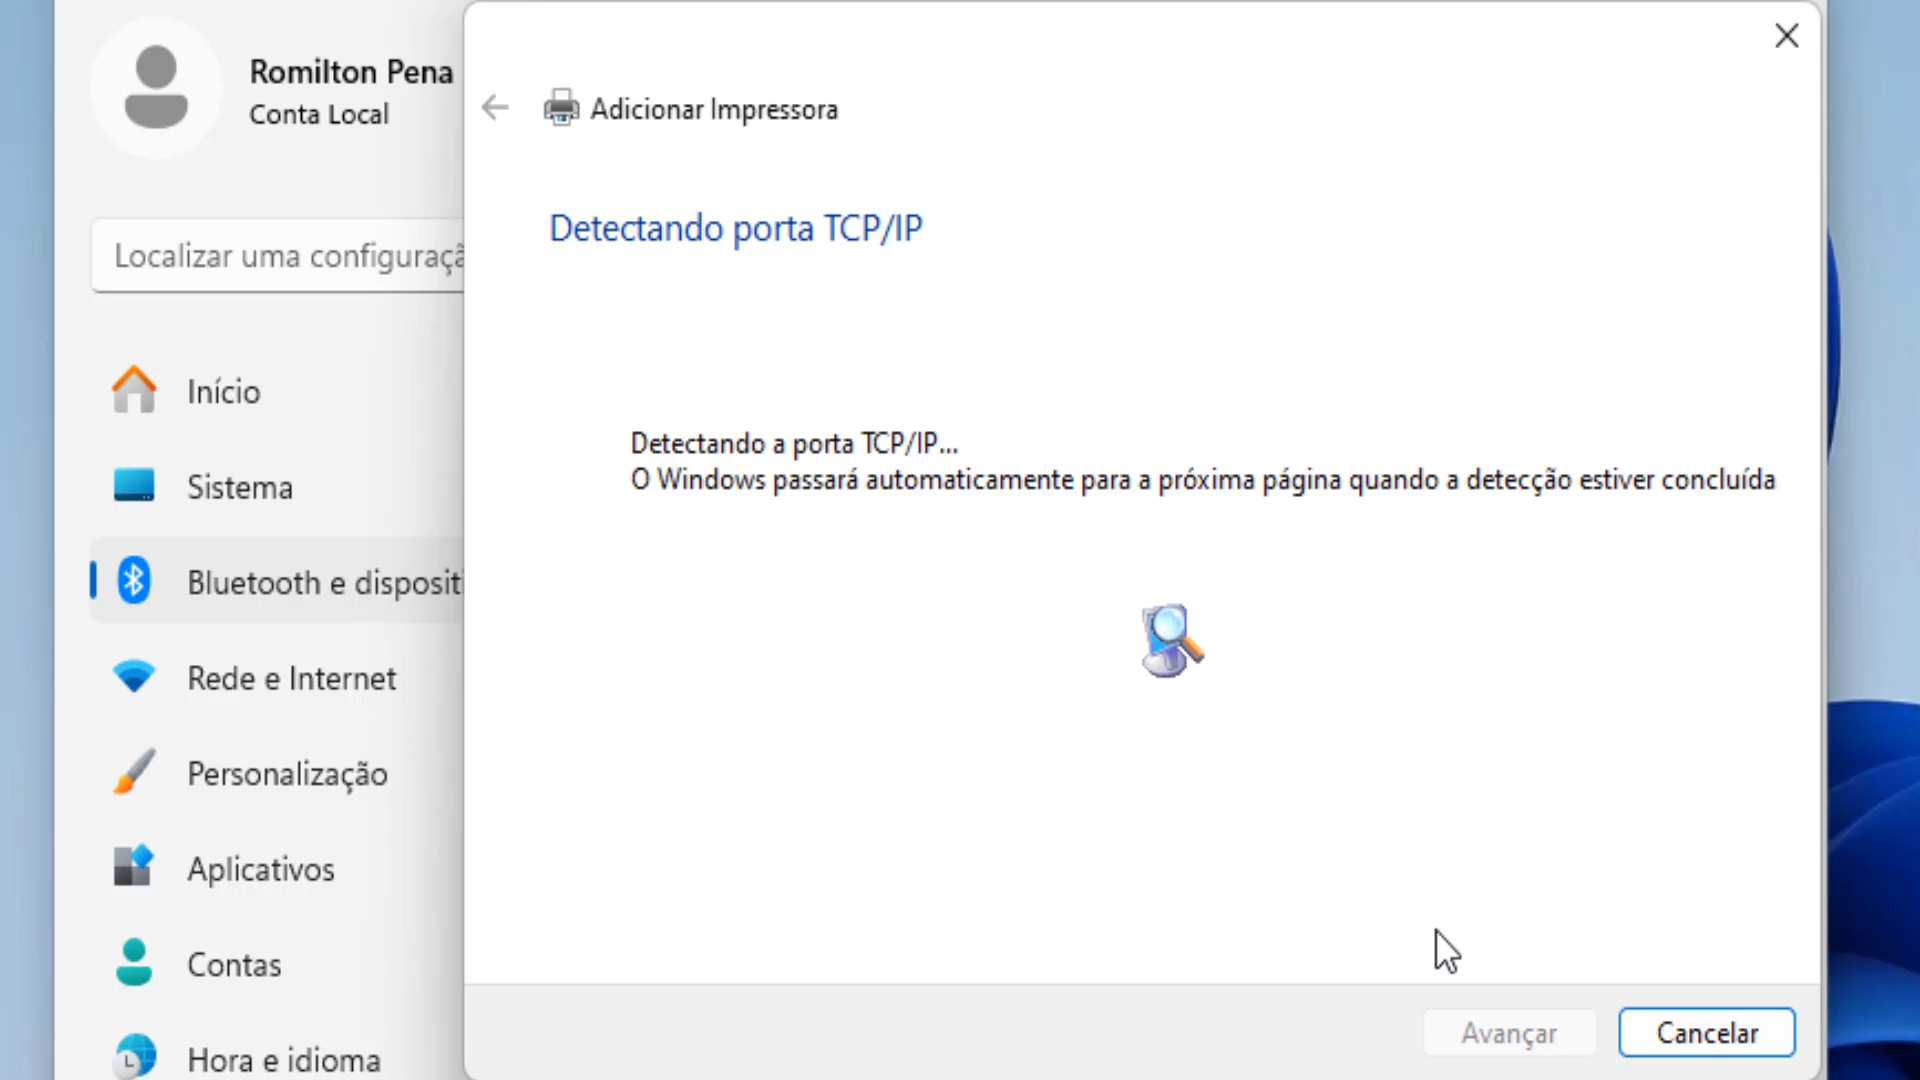 Romilton Pena
Conta Local
Localizar uma configuraçã
Início
Sistema
Bluetooth e dispositi
Rede e Internet
Personalização
Aplicativos
Contas
Hora e idioma
Adicionar Impressora
Detectando porta TCP/IP
Detectando a porta TCP/IP...
O Windows passará automaticamente para a próxima página quando a detecção estiver concluída
Avançar
Cancelar